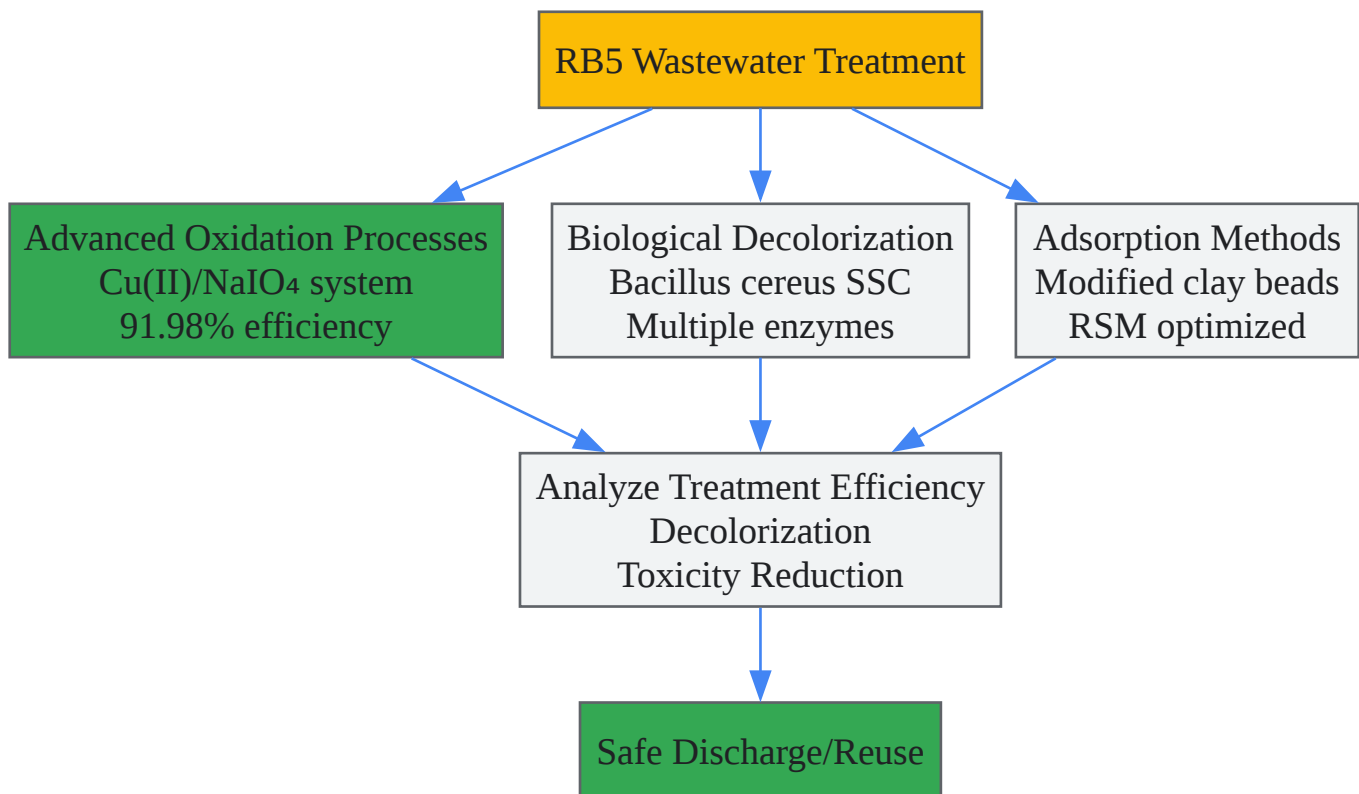 RB5 Wastewater Treatment
Advanced Oxidation Processes
Cu(II)/NaIO₄ system
91.98% efficiency
Biological Decolorization
Bacillus cereus SSC
Multiple enzymes
Adsorption Methods
Modified clay beads
RSM optimized
Analyze Treatment Efficiency
Decolorization
Toxicity Reduction
Safe Discharge/Reuse